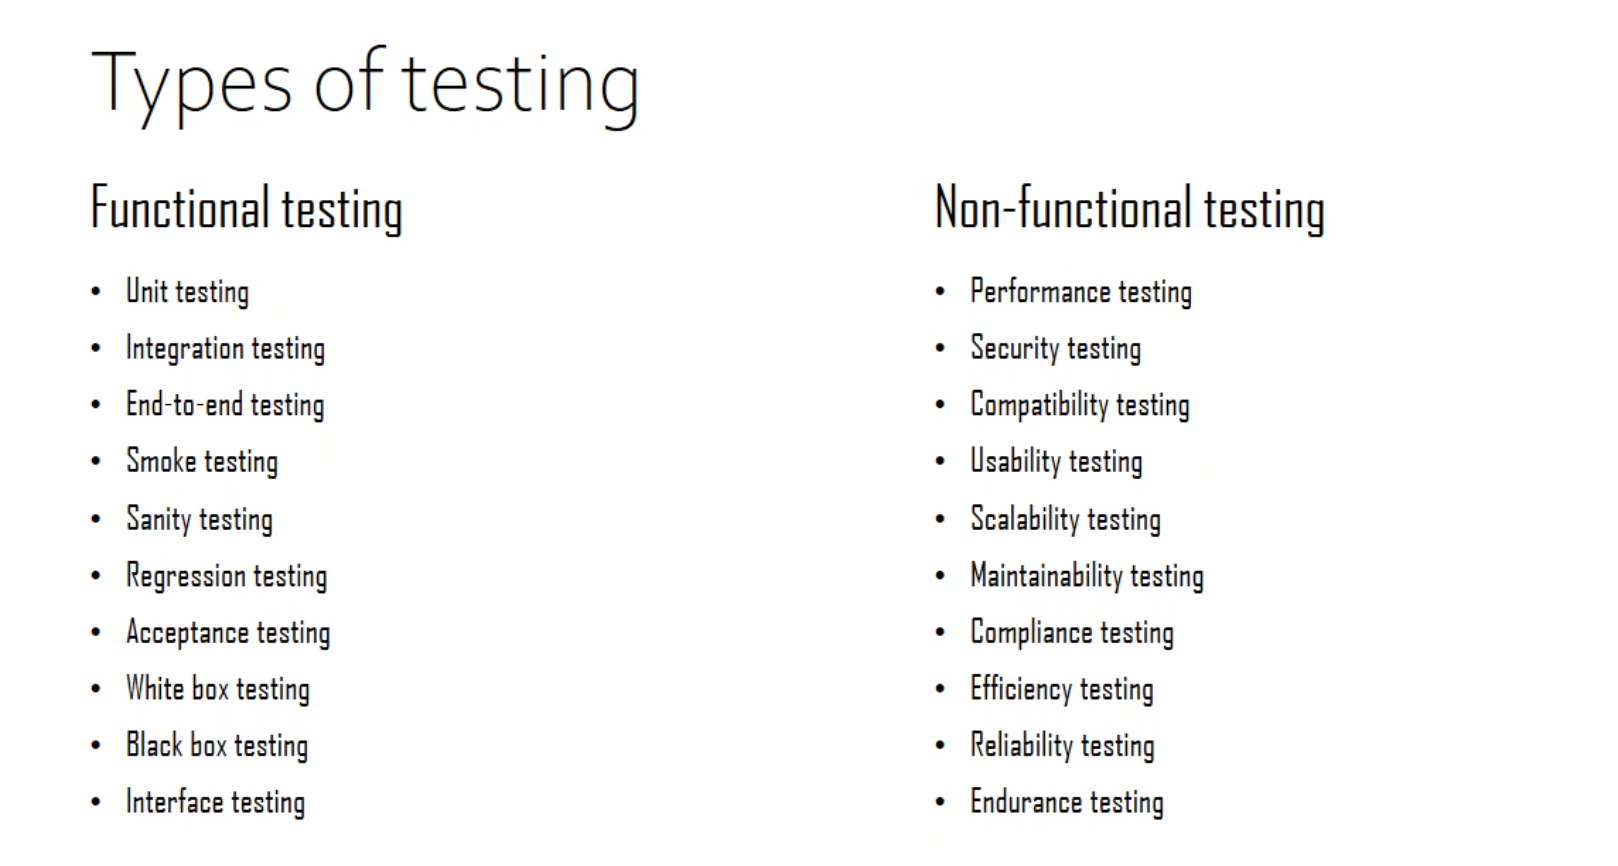 Types of testing
Functional testing
• Unit testing
• Integration testing
• End-to-end testing
• Smoke testing
• Sanity testing
• Regression testing
• Acceptance testing
• White box testing
• Black box testing
• Interface testing
Non-functional testing
• Performance testing
• Security testing
• Compatibility testing
• Usability testing
• Scalability testing
• Maintainability testing
• Compliance testing
• Efficiency testing
• Reliability testing
• Endurance testing